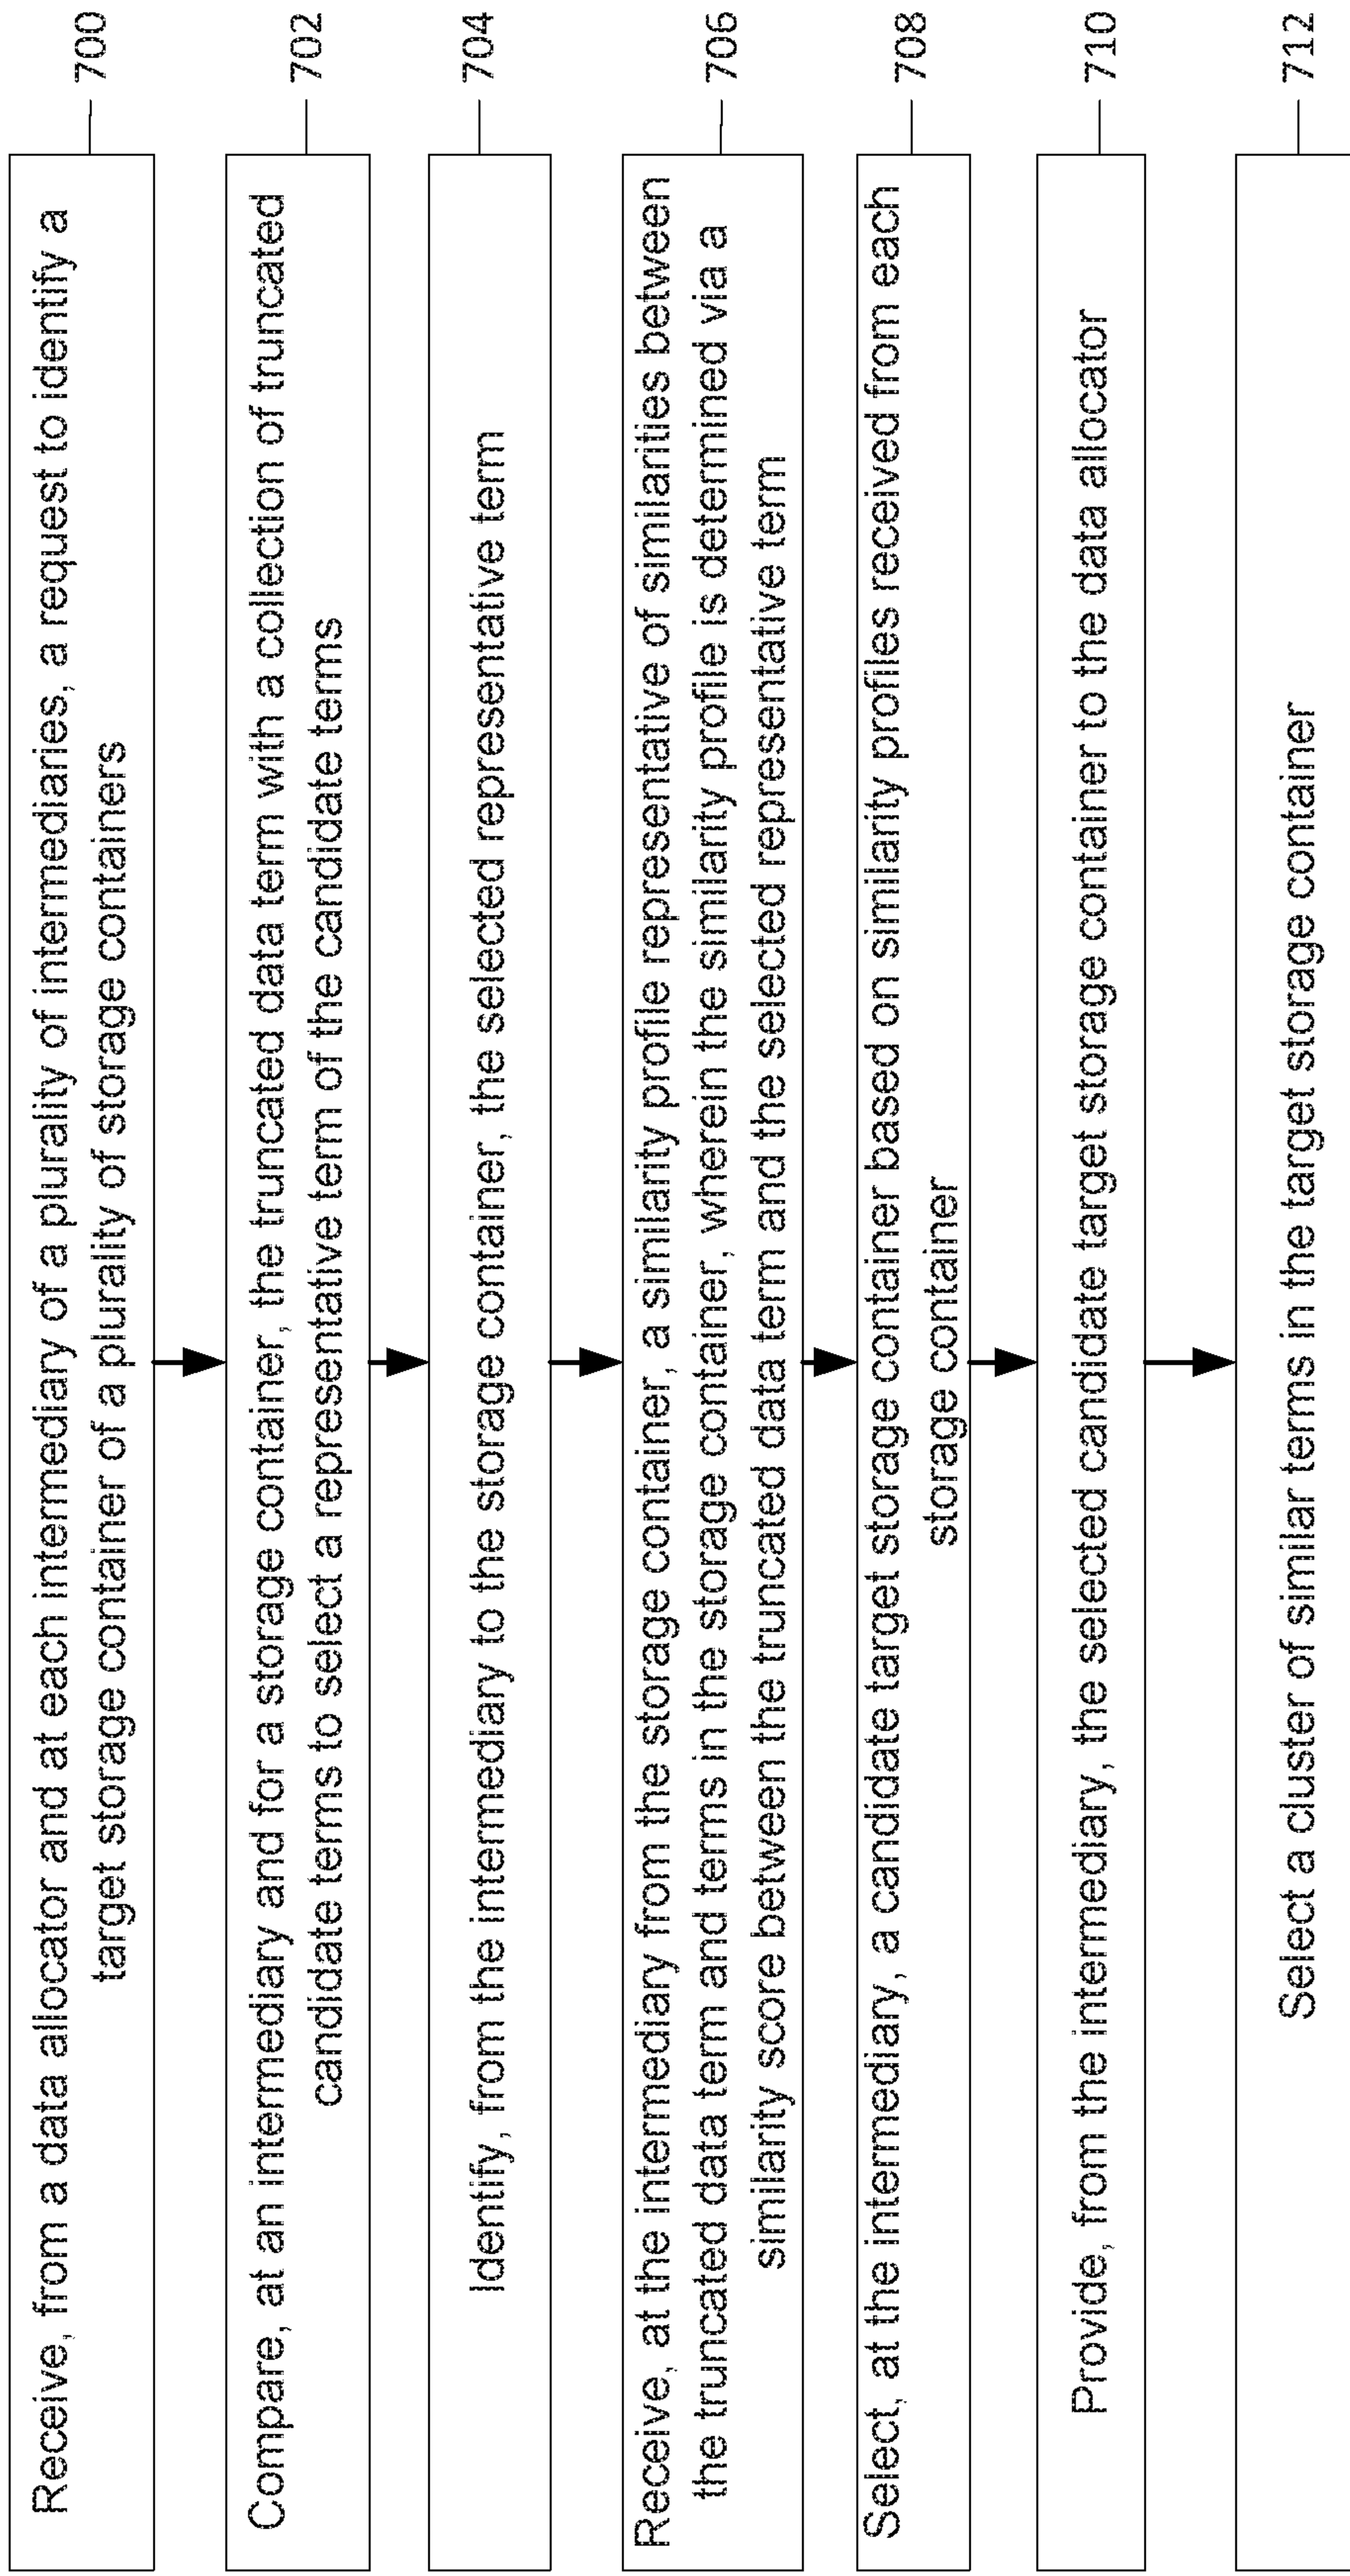 Receive, from a data allocator and at each intermediary of a plurality of intermediaries, a request to identify a
target storage container of a plurality of storage containers
700
Compare, at an intermediary and for a storage container, the truncated data term with a collection of truncated
candidate terms to select a representative term of the candidate terms
702
Identify, from the intermediary to the storage container, the selected representative term
704
Receive, at the intermediary from the storage container, a similarity profile representative of similarities between
the truncated data term and terms in the storage container, wherein the similarity profile is determined via a
similarity score between the truncated data term and the selected representative term
706
Select, at the intermediary, a candidate target storage container based on similarity profiles received from each
storage container
708
Provide, from the intermediary, the selected candidate target storage container to the data allocator
710
Select a cluster of similar terms in the target storage container
712